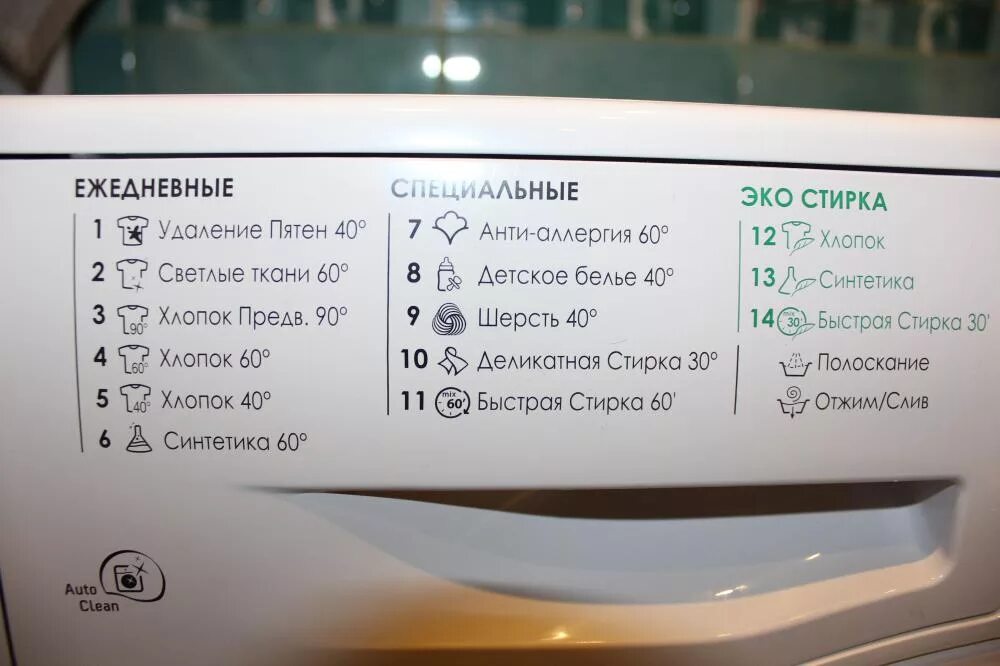 ЕЖЕДНЕВНЫЕ
1 Удаление Пятен 40°
2 Светлые ткани 60°
3 90° Хлопок Предв. 90°
4 60° Хлопок 60°
5 40° Хлопок 40°
6 Синтетика 60°
СПЕЦИАЛЬНЫЕ
7 Анти-аллергия 60°
8 Детское белье 40°
9 Шерсть 40°
10 Деликатная Стирка 30°
11 mix 60' Быстрая Стирка 60'
ЭКО СТИРКА
12 Хлопок
13 Синтетика
14 mix 30' Быстрая Стирка 30'
Полоскание
Отжим/Слив
Auto
Clean